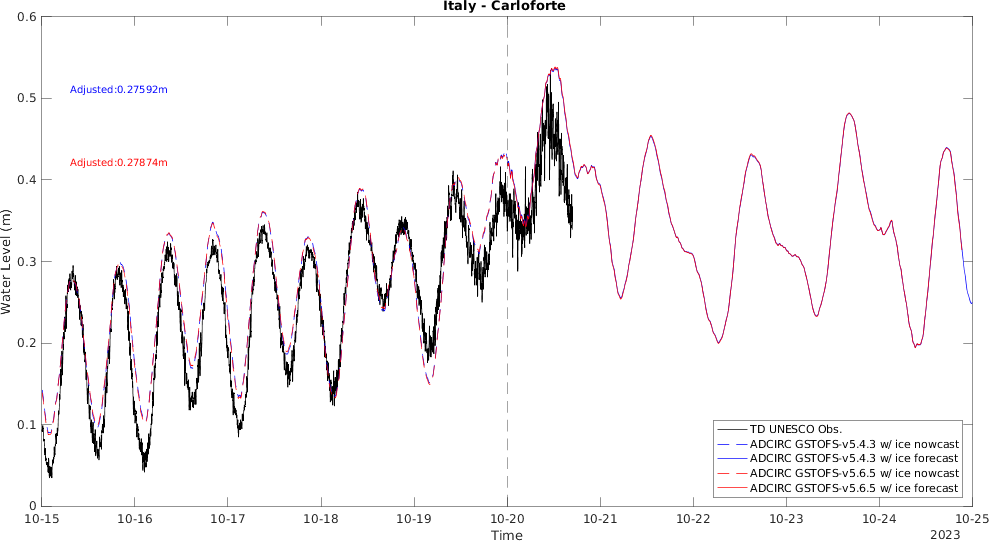 Italy - Carloforte
0.6
0.5
0.4
0.3
0.2
0.1
0
Water Level (m)
Adjusted:0.27592m
Adjusted:0.27874m
TD UNESCO Obs.
ADCIRC GSTOFS-v5.4.3 w/ ice nowcast
ADCIRC GSTOFS-v5.4.3 w/ ice forecast
ADCIRC GSTOFS-v5.6.5 w/ ice nowcast
ADCIRC GSTOFS-v5.6.5 w/ ice forecast
10-15 10-16 10-17 10-18 10-19 10-20 10-21 10-22 10-23 10-24 10-25
Time
2023